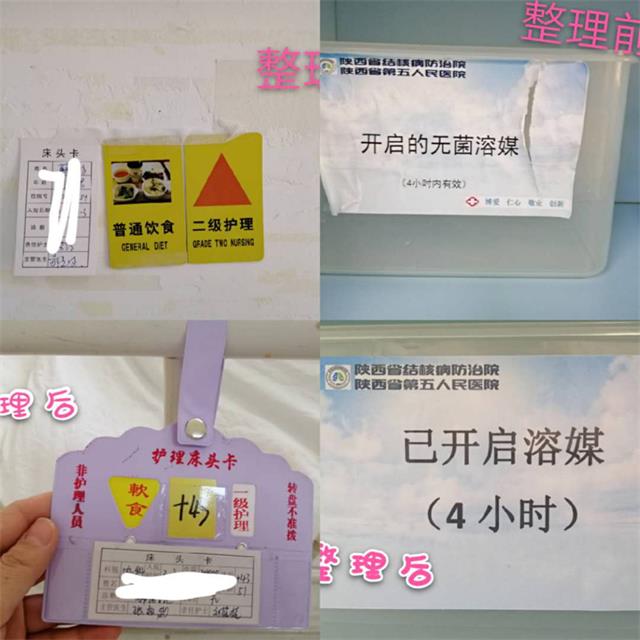 整理前
床头卡
普通饮食
GENERAL DIET
二级护理
GRADE TWO NURSING
整理前
陕西省结核病防治院
陕西省第五人民医院
开启的无菌溶媒
(4小时内有效)
博爱 仁心 敬业 创新
整理后
护理床头卡
非护理人员
转盘不准拨
软食
+43
一级护理
床头卡
陕西省结核病防治院
陕西省第五人民医院
已开启溶媒
(4小时)
整理后